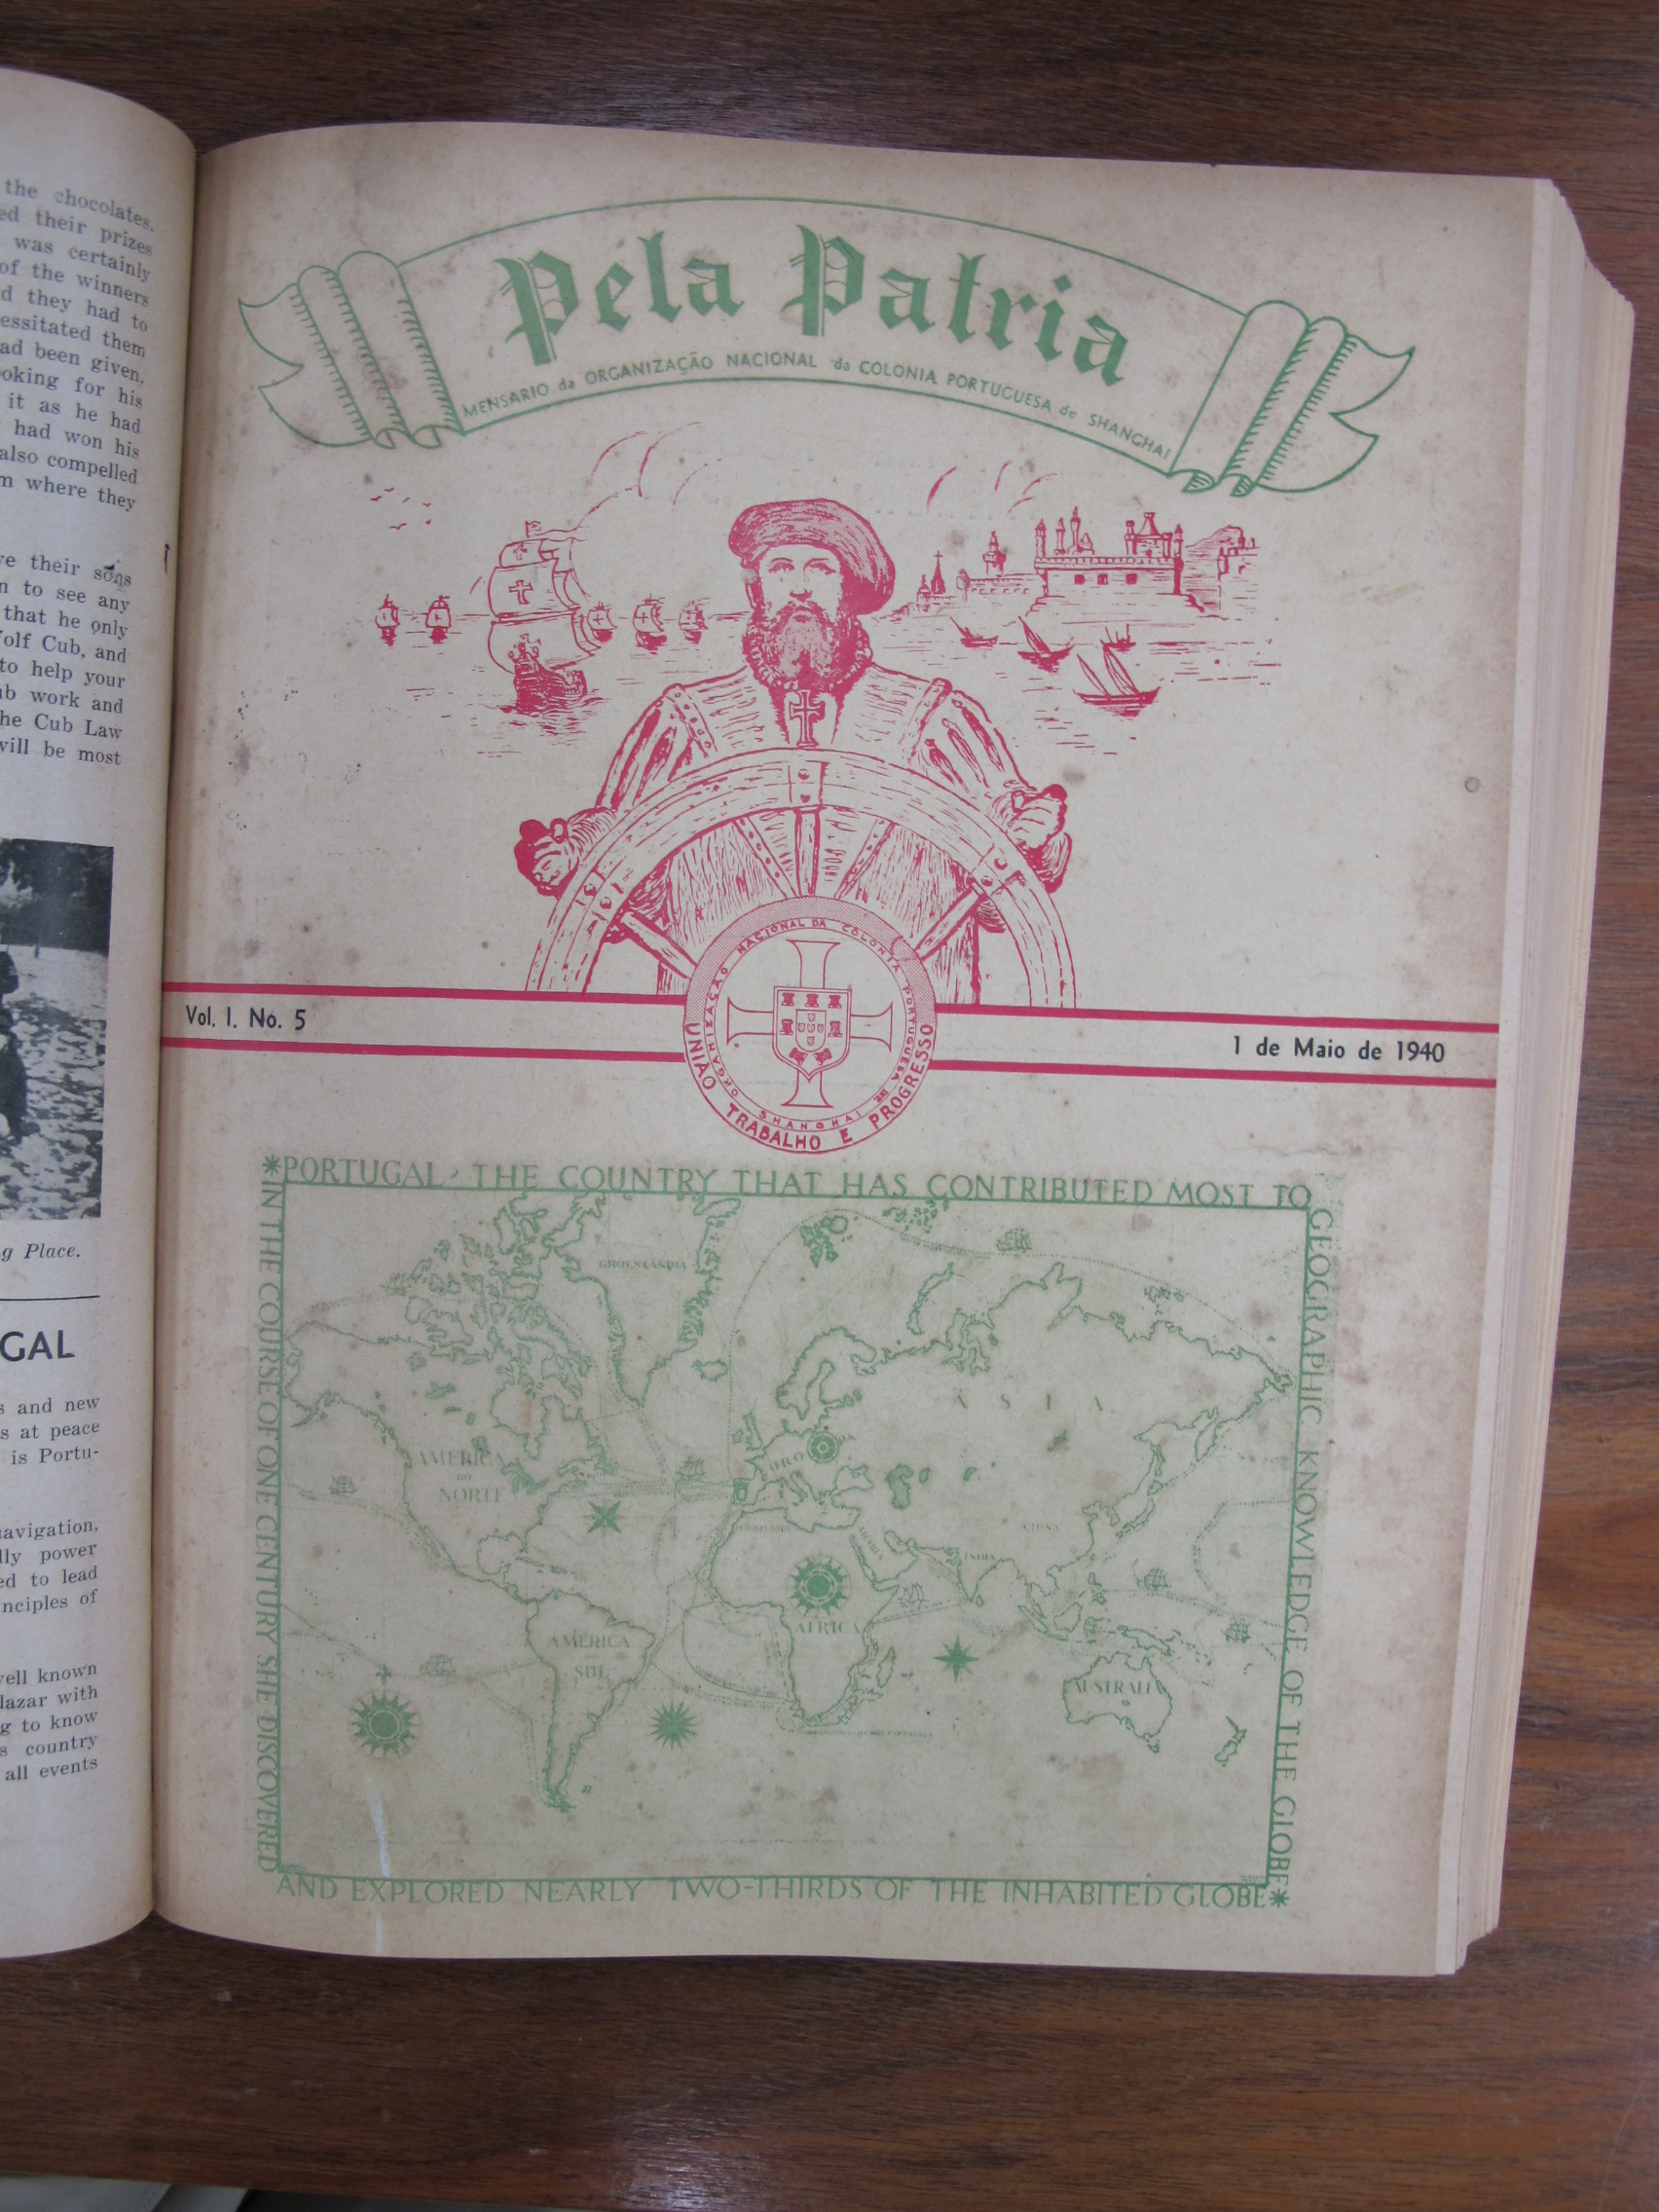 the chocolates.
ed their prizes
was certainly
of the winners
d they had to
essitated them
ad been given,
oking for his
it as he had
had won his
also compelled
m where they
ve their sons
n to see any
that he only
Wolf Cub, and
to help your
ub work and
he Cub Law
will be most
g Place.
GAL
s and new
s at peace
is Portu-
navigation,
lly power
ed to lead
nciples of
well known
lazar with
g to know
s country
all events
Pela Patria
MENSARIO da ORGANIZAÇÃO NACIONAL da COLONIA PORTUGUESA de SHANGHAI
Vol. I. No. 5
1 de Maio de 1940
ORGANIZAÇÃO NACIONAL DA COLONIA PORTUGUESA DE SHANGHAI
UNIÃO TRABALHO E PROGRESSO
*PORTUGAL, THE COUNTRY THAT HAS CONTRIBUTED MOST TO
GEOGRAPHIC KNOWLEDGE OF THE GLOBE
*IN THE COURSE OF ONE CENTURY SHE DISCOVERED
AND EXPLORED NEARLY TWO-THIRDS OF THE INHABITED GLOBE*
GROENLANDIA
ÁSIA
AMERICA
DO
NORTE
CHINA
INDIA
AFRICA
AMERICA
SUL
AUSTRALIA